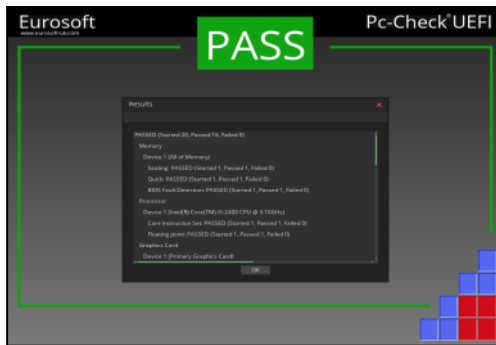 Eurosoft
www.eurosoft-uk.com
PASS
Pc-Check®UEFI
Results
PASSED (Started 20, Passed 16, Failed 0)
Memory
Device 1 (All of Memory)
Seating: PASSED (Started 1, Passed 1, Failed 0)
Quick: PASSED (Started 1, Passed 1, Failed 0)
BIOS Fault Detection: PASSED (Started 1, Passed 1, Failed 0)
Processor
Device 1 (Intel(R) Core(TM) i5-2400 CPU @ 3.10GHz)
Core Instruction Set: PASSED (Started 1, Passed 1, Failed 0)
Floating point: PASSED (Started 1, Passed 1, Failed 0)
Graphics Card
Device 1 (Primary Graphics Card)
OK